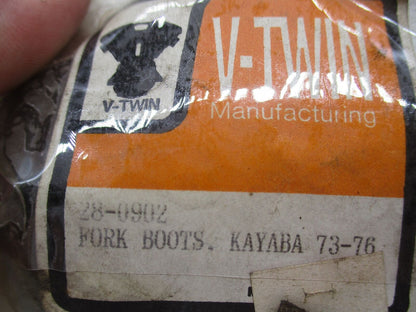 V-TWIN
V-TWIN
Manufacturing
28-0902
FORK BOOTS. KAYABA 73-76